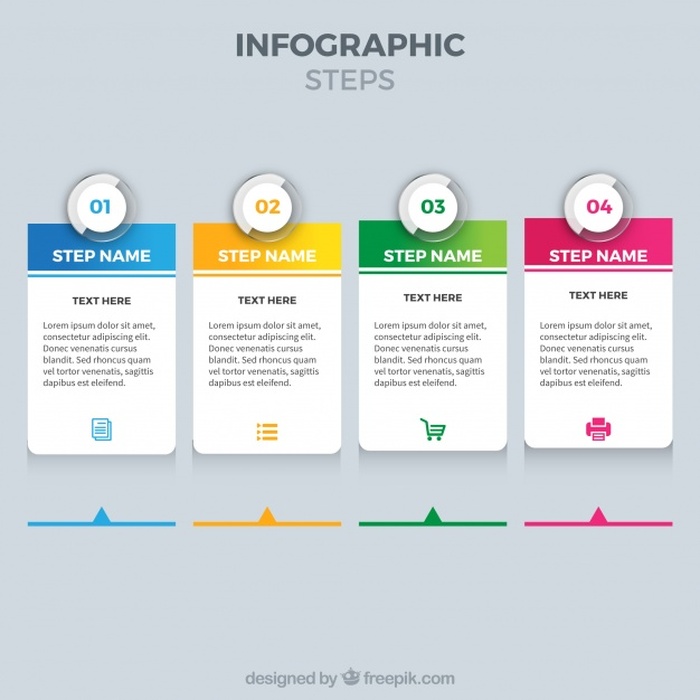 INFOGRAPHIC
STEPS
01
STEP NAME
TEXT HERE
Lorem ipsum dolor sit amet,
consectetur adipiscing elit.
Donec venenatis cursus
blandit. Sed rhoncus quam
vel tortor venenatis, sagittis
dapibus est eleifend.
02
STEP NAME
TEXT HERE
Lorem ipsum dolor sit amet,
consectetur adipiscing elit.
Donec venenatis cursus
blandit. Sed rhoncus quam
vel tortor venenatis, sagittis
dapibus est eleifend.
03
STEP NAME
TEXT HERE
Lorem ipsum dolor sit amet,
consectetur adipiscing elit.
Donec venenatis cursus
blandit. Sed rhoncus quam
vel tortor venenatis, sagittis
dapibus est eleifend.
04
STEP NAME
TEXT HERE
Lorem ipsum dolor sit amet,
consectetur adipiscing elit.
Donec venenatis cursus
blandit. Sed rhoncus quam
vel tortor venenatis, sagittis
dapibus est eleifend.
designed by freepik.com